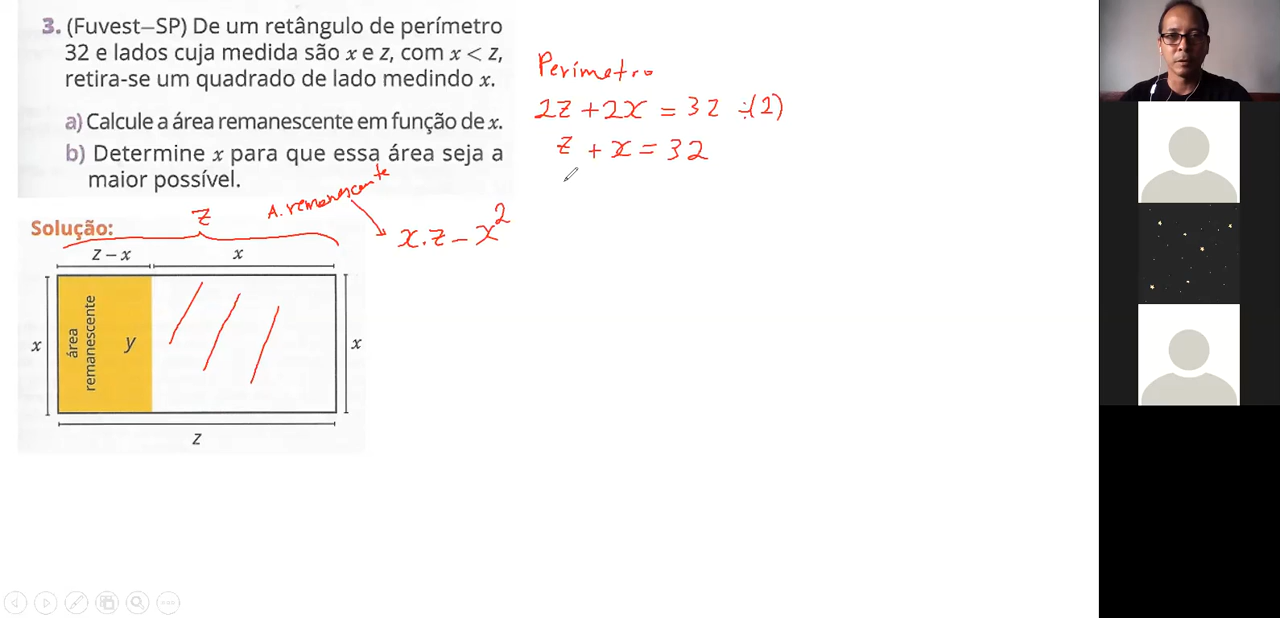 3. (Fuvest–SP) De um retângulo de perímetro
32 e lados cuja medida são x e z, com x < z,
retira-se um quadrado de lado medindo x.
a) Calcule a área remanescente em função de x.
b) Determine x para que essa área seja a
maior possível.
Solução:
z
A. remanescente
x.z – x²
z – x
x
x
área
remanescente
y
x
z
Perímetro
2z + 2x = 32 ÷(2)
z + x = 32